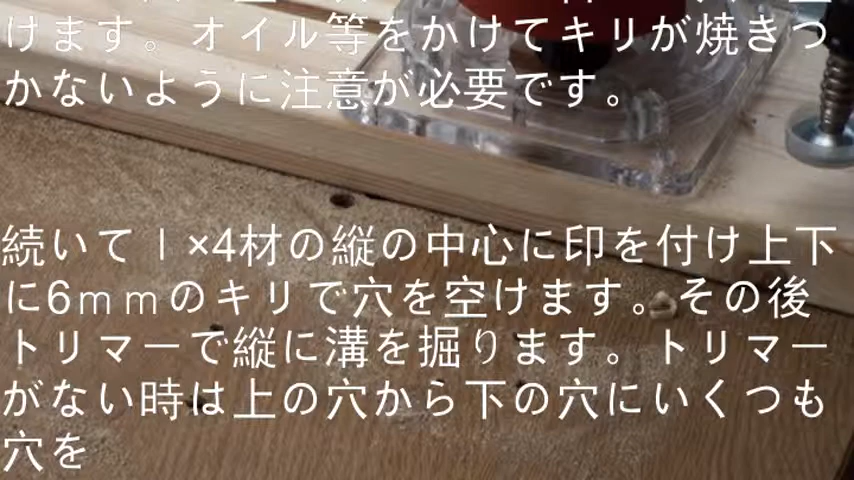 けます。オイル等をかけてキリが焼きつ
かないように注意が必要です。
続いて１×4材の縦の中心に印を付け上下
に6ｍｍのキリで穴を空けます。その後
トリマーで縦に溝を掘ります。トリマー
がない時は上の穴から下の穴にいくつも
穴を